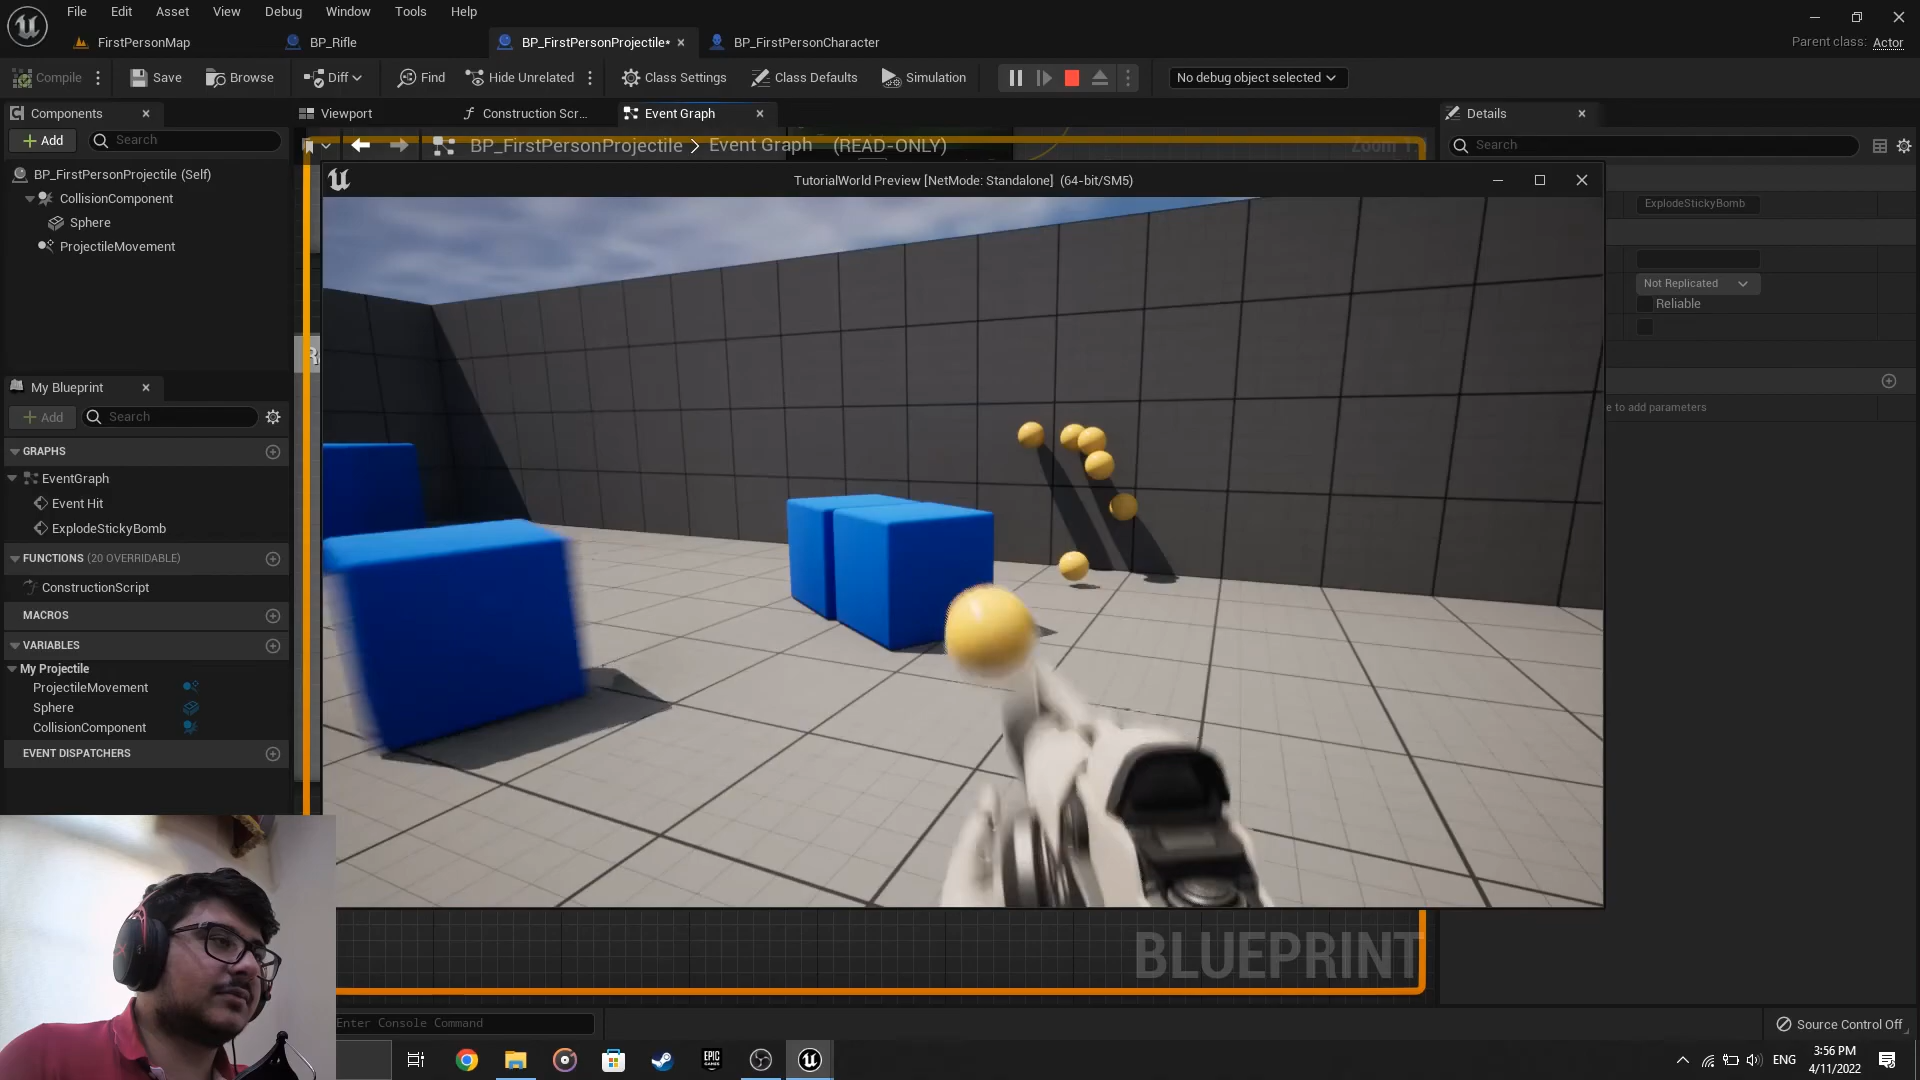 File Edit Asset View Debug Window Tools Help
FirstPersonMap BP_Rifle BP_FirstPersonProjectile* BP_FirstPersonCharacter Parent class: Actor
Compile Save Browse Diff Find Hide Unrelated Class Settings Class Defaults Simulation No debug object selected
Components Viewport Construction Scr... Event Graph Details
Add Search
BP_FirstPersonProjectile > Event Graph (READ-ONLY) Search
BP_FirstPersonProjectile (Self)
TutorialWorld Preview [NetMode: Standalone] (64-bit/SM5)
CollisionComponent
ExplodeStickyBomb
Sphere
ProjectileMovement
Not Replicated
Reliable
My Blueprint
Add Search
e to add parameters
GRAPHS
EventGraph
Event Hit
ExplodeStickyBomb
FUNCTIONS (20 OVERRIDABLE)
ConstructionScript
MACROS
VARIABLES
My Projectile
ProjectileMovement
Sphere
CollisionComponent
EVENT DISPATCHERS
BLUEPRINT
Enter Console Command
Source Control Off
EPIC GAMES
ENG
3:56 PM
4/11/2022